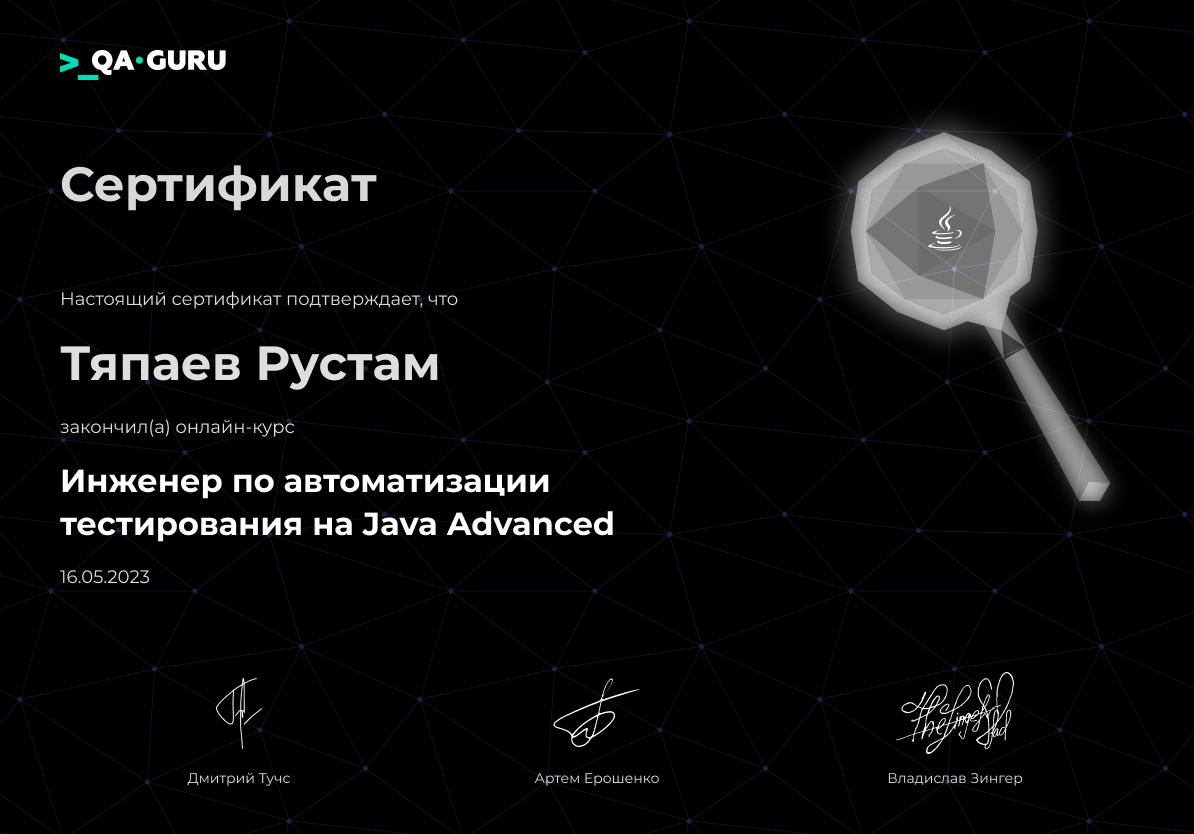 >_QA·GURU
Сертификат
Настоящий сертификат подтверждает, что
Тяпаев Рустам
закончил(а) онлайн-курс
Инженер по автоматизации
тестирования на Java Advanced
16.05.2023
Дмитрий Тучс
Артем Ерошенко
Владислав Зингер